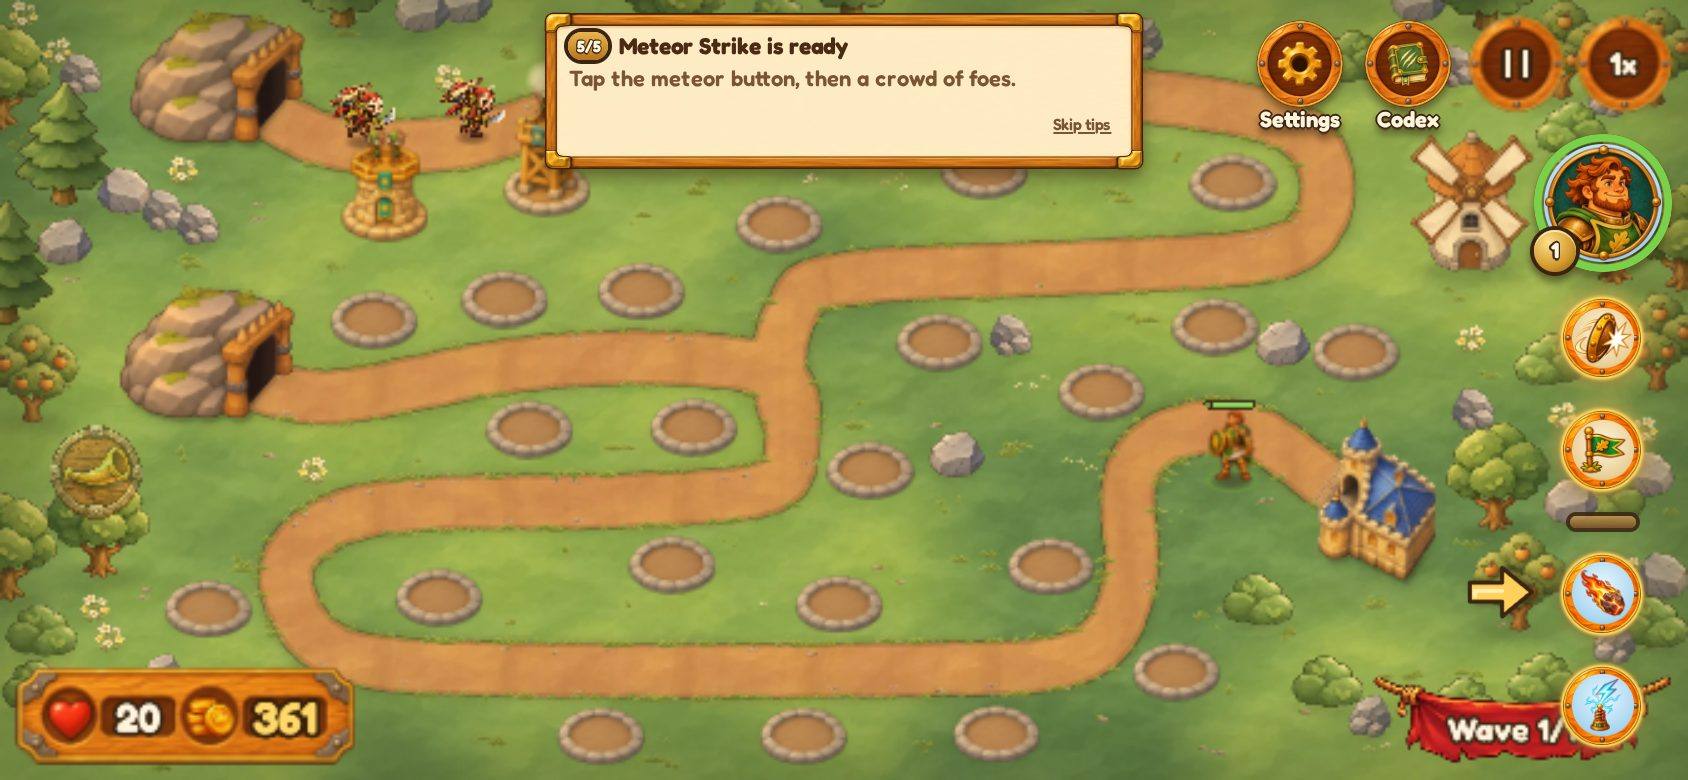 5/5 Meteor Strike is ready
Tap the meteor button, then a crowd of foes.
Skip tips
Settings
Codex
1x
1
20
361
Wave 1/